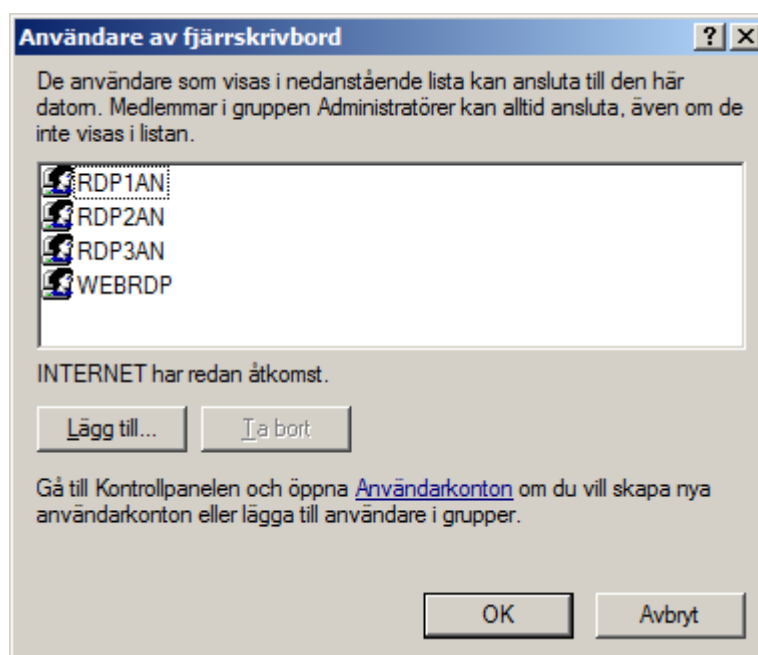 Användare av fjärrskrivbord
De användare som visas i nedanstående lista kan ansluta till den här
datorn. Medlemmar i gruppen Administratörer kan alltid ansluta, även om de
inte visas i listan.
RDP1AN
RDP2AN
RDP3AN
WEBRDP
INTERNET har redan åtkomst.
Lägg till... Ta bort
Gå till Kontrollpanelen och öppna Användarkonton om du vill skapa nya
användarkonton eller lägga till användare i grupper.
OK Avbryt